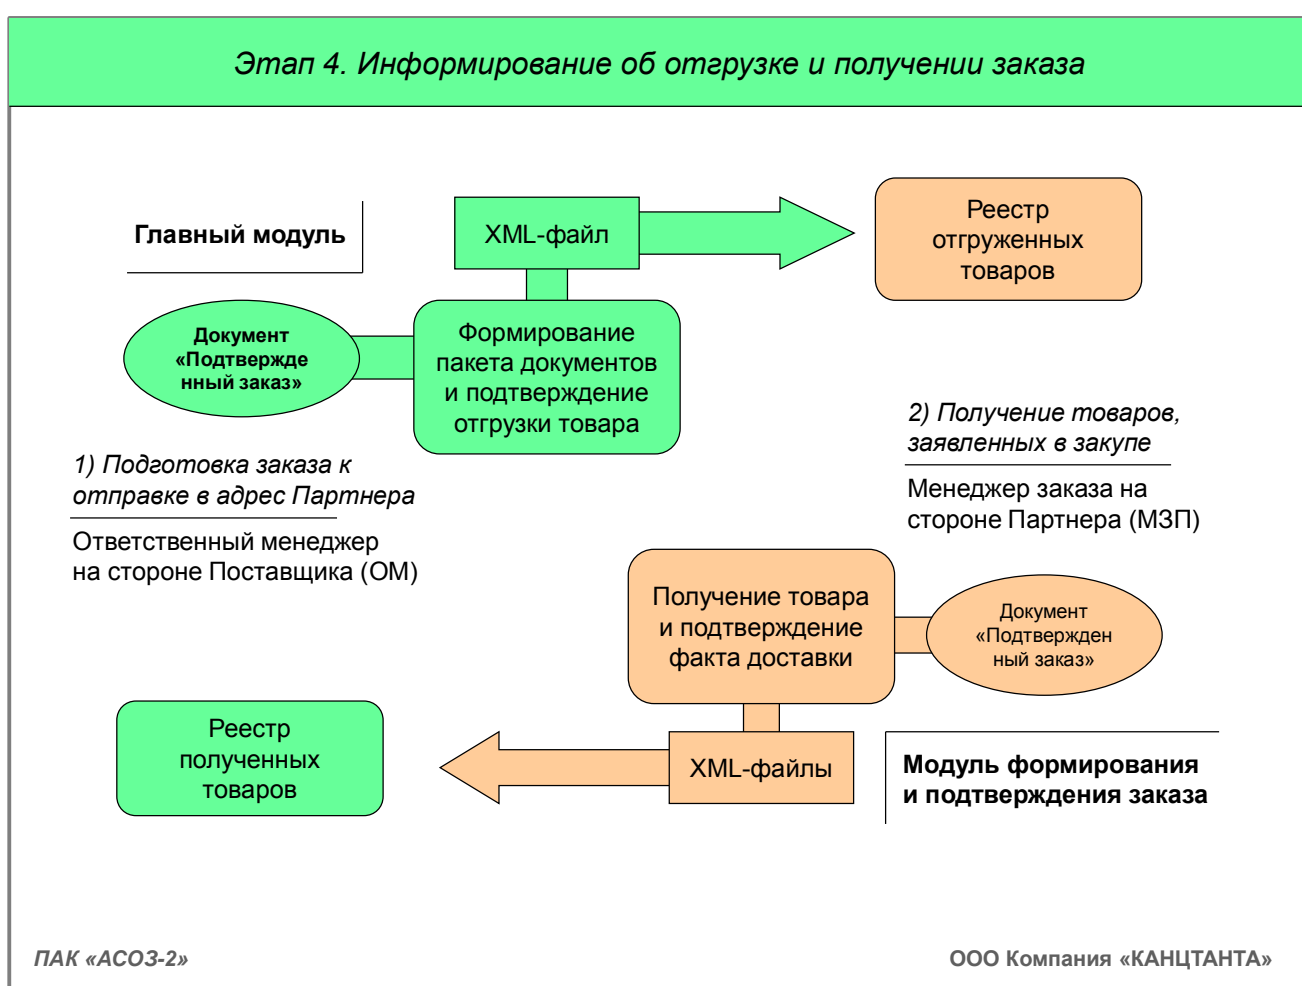 Этап 4. Информирование об отгрузке и получении заказа
Главный модуль
XML-файл
Реестр
отгруженных
товаров
Документ
«Подтвержде
нный заказ»
Формирование
пакета документов
и подтверждение
отгрузки товара
1) Подготовка заказа к
отправке в адрес Партнера
Ответственный менеджер
на стороне Поставщика (ОМ)
2) Получение товаров,
заявленных в закупе
Менеджер заказа на
стороне Партнера (МЗП)
Получение товара
и подтверждение
факта доставки
Документ
«Подтвержден
ный заказ»
Реестр
полученных
товаров
XML-файлы
Модуль формирования
и подтверждения заказа
ПАК «АСОЗ-2»
ООО Компания «КАНЦТАНТА»